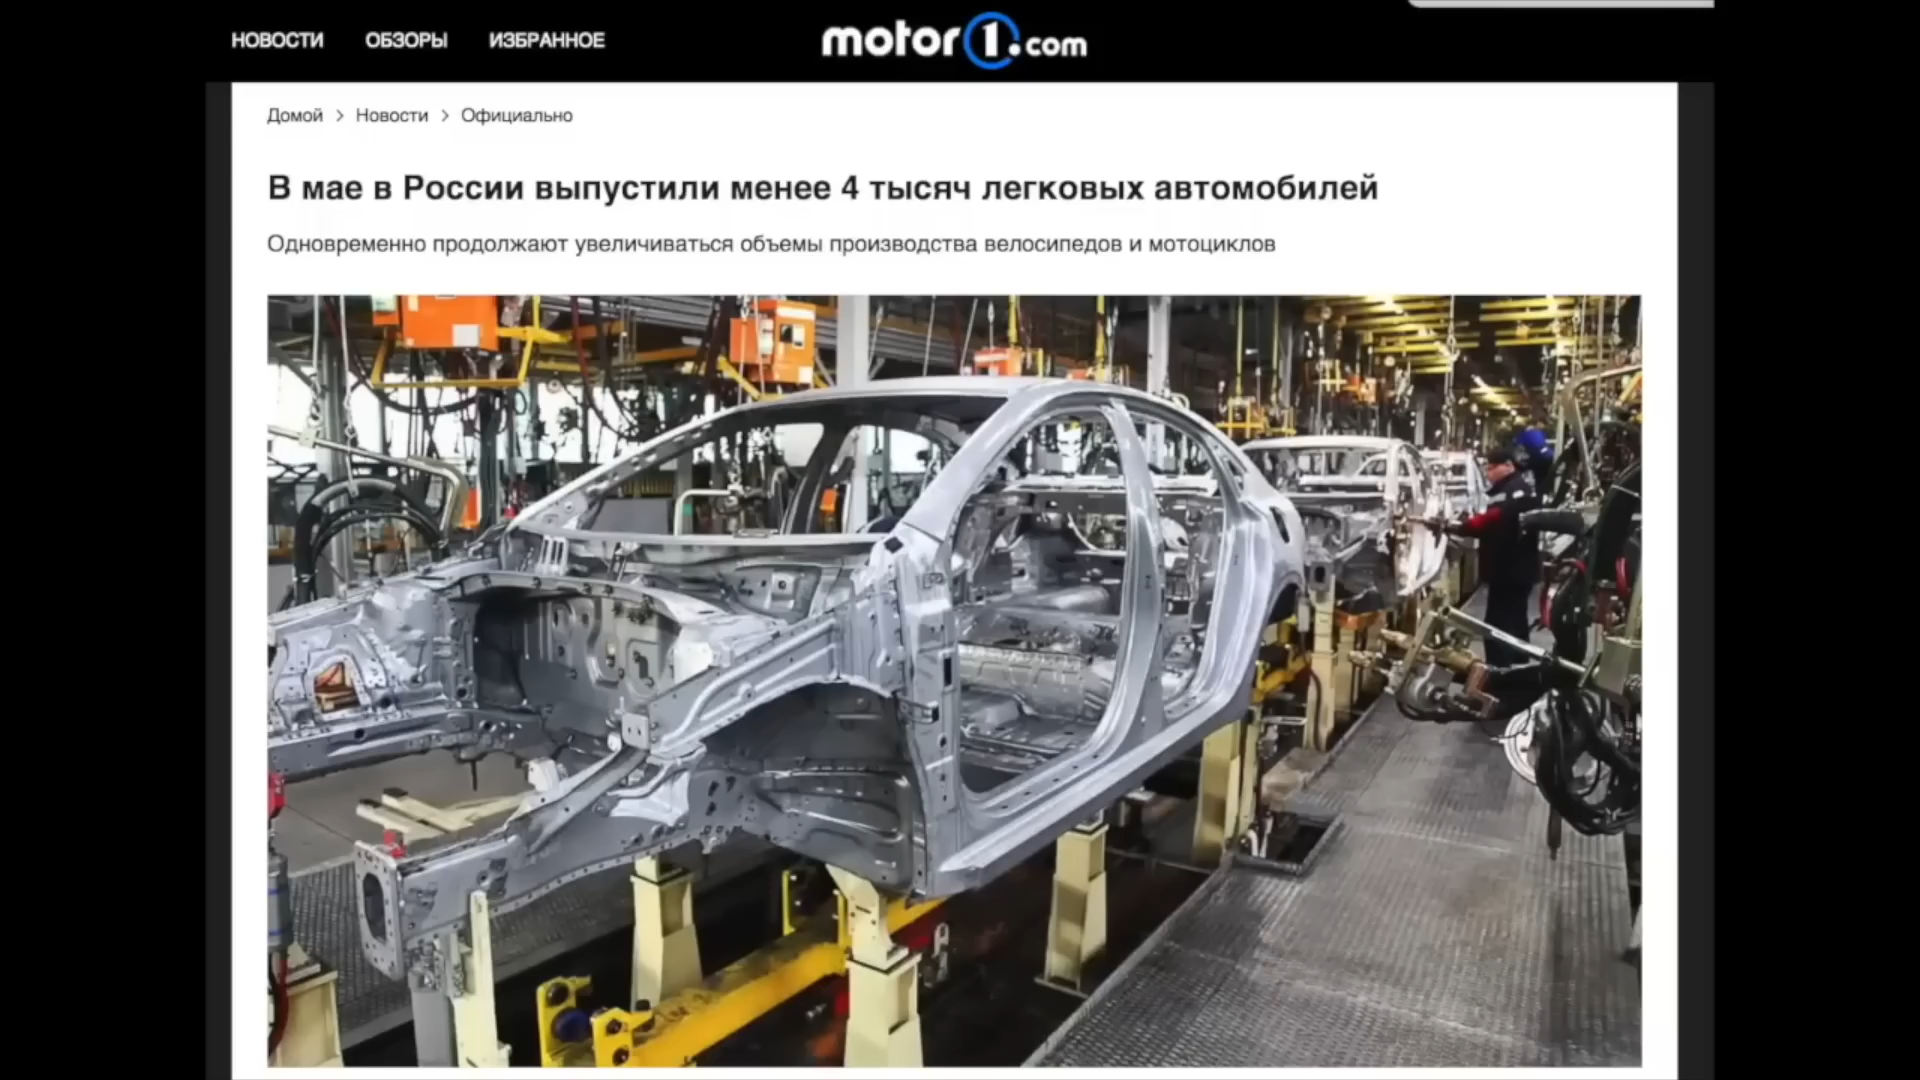 НОВОСТИ ОБЗОРЫ ИЗБРАННОЕ motor1.com
Домой > Новости > Официально
В мае в России выпустили менее 4 тысяч легковых автомобилей
Одновременно продолжают увеличиваться объемы производства велосипедов и мотоциклов